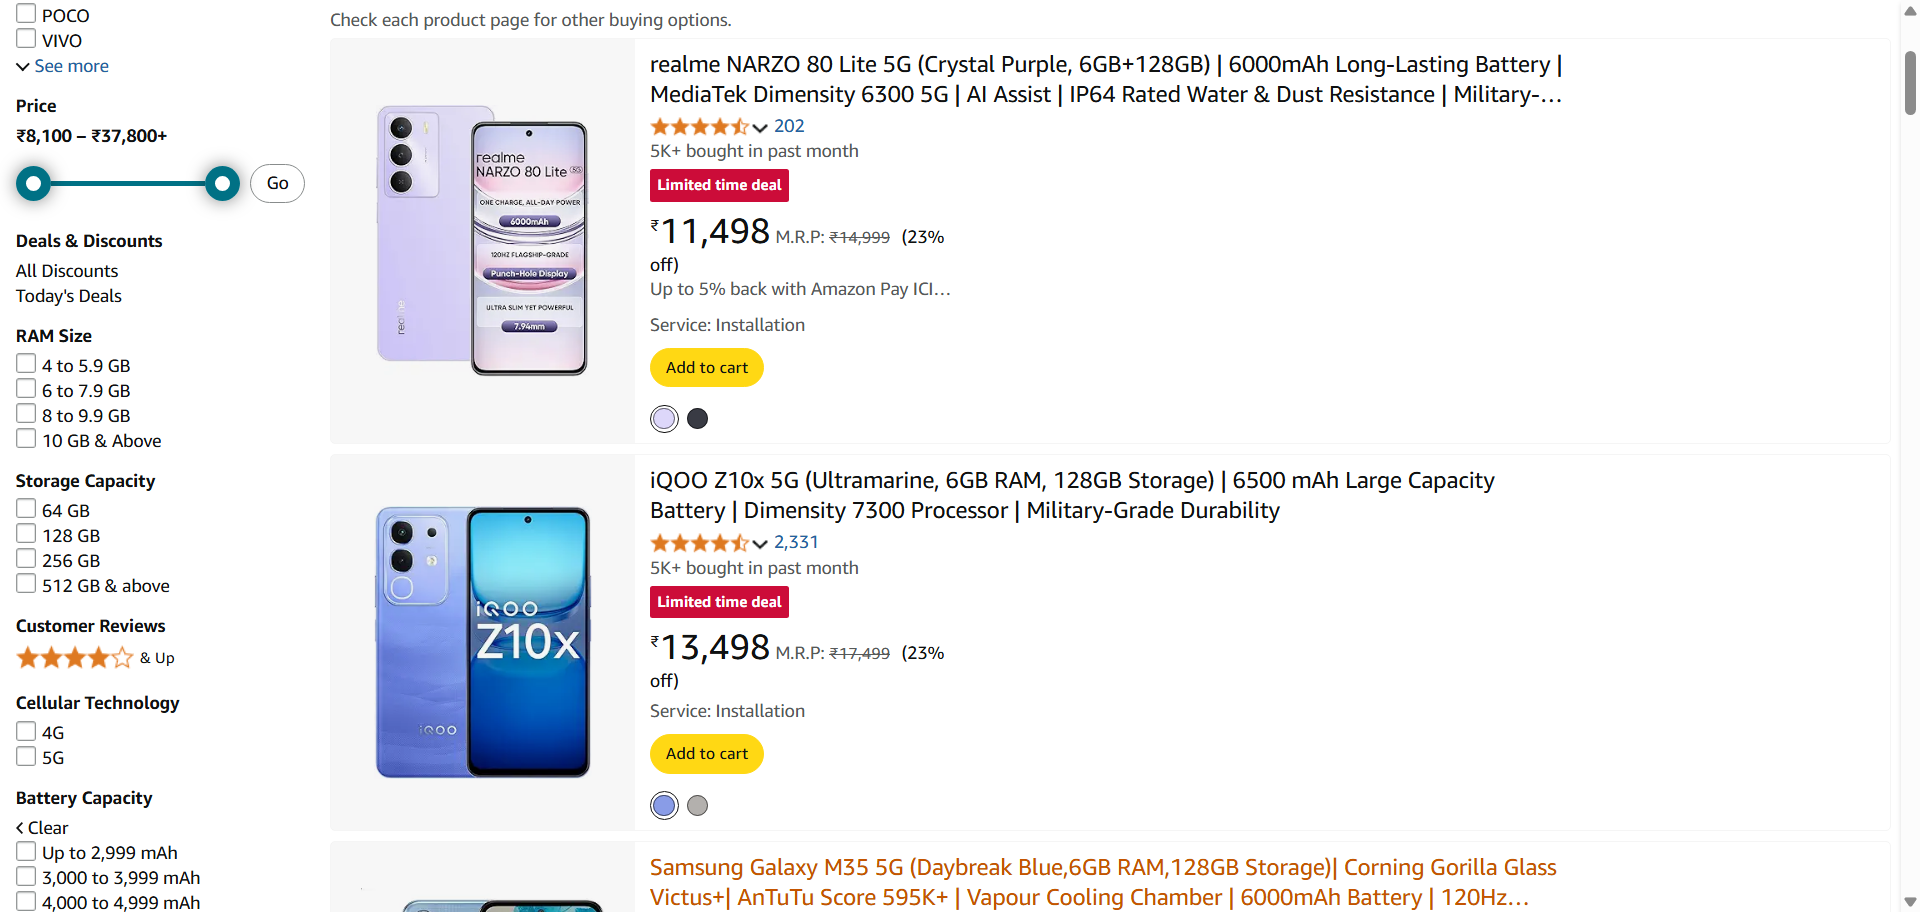 POCO
VIVO
See more
Price
₹8,100 – ₹37,800+
Go
Deals & Discounts
All Discounts
Today's Deals
RAM Size
4 to 5.9 GB
6 to 7.9 GB
8 to 9.9 GB
10 GB & Above
Storage Capacity
64 GB
128 GB
256 GB
512 GB & above
Customer Reviews
& Up
Cellular Technology
4G
5G
Battery Capacity
Clear
Up to 2,999 mAh
3,000 to 3,999 mAh
4,000 to 4,999 mAh
Check each product page for other buying options.
realme
realme
NARZO 80 Lite 5G
ONE CHARGE, ALL-DAY POWER
6000mAh
120HZ FLAGSHIP-GRADE
Punch-Hole Display
ULTRA SLIM YET POWERFUL
7.94mm
realme NARZO 80 Lite 5G (Crystal Purple, 6GB+128GB) | 6000mAh Long-Lasting Battery |
MediaTek Dimensity 6300 5G | AI Assist | IP64 Rated Water & Dust Resistance | Military-…
202
5K+ bought in past month
Limited time deal
₹11,498 M.R.P: ₹14,999 (23%
off)
Up to 5% back with Amazon Pay ICI…
Service: Installation
Add to cart
iQOO
Z10x
iQOO
iQOO Z10x 5G (Ultramarine, 6GB RAM, 128GB Storage) | 6500 mAh Large Capacity
Battery | Dimensity 7300 Processor | Military-Grade Durability
2,331
5K+ bought in past month
Limited time deal
₹13,498 M.R.P: ₹17,499 (23%
off)
Service: Installation
Add to cart
Samsung Galaxy M35 5G (Daybreak Blue,6GB RAM,128GB Storage)| Corning Gorilla Glass
Victus+| AnTuTu Score 595K+ | Vapour Cooling Chamber | 6000mAh Battery | 120Hz…